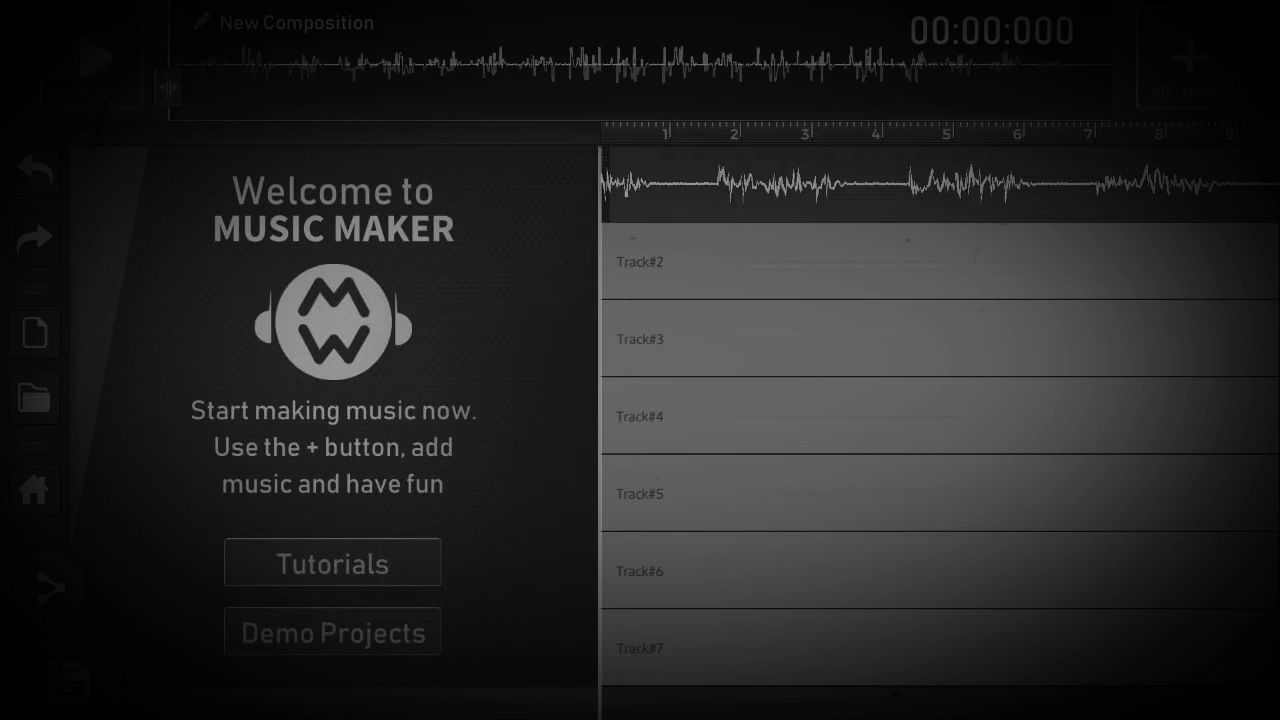 New Composition
00:00:000
1 2 3 4 5 6 7 8 9
Welcome to
MUSIC MAKER
MW
Start making music now.
Use the + button, add
music and have fun
Tutorials
Demo Projects
Track#2
Track#3
Track#4
Track#5
Track#6
Track#7